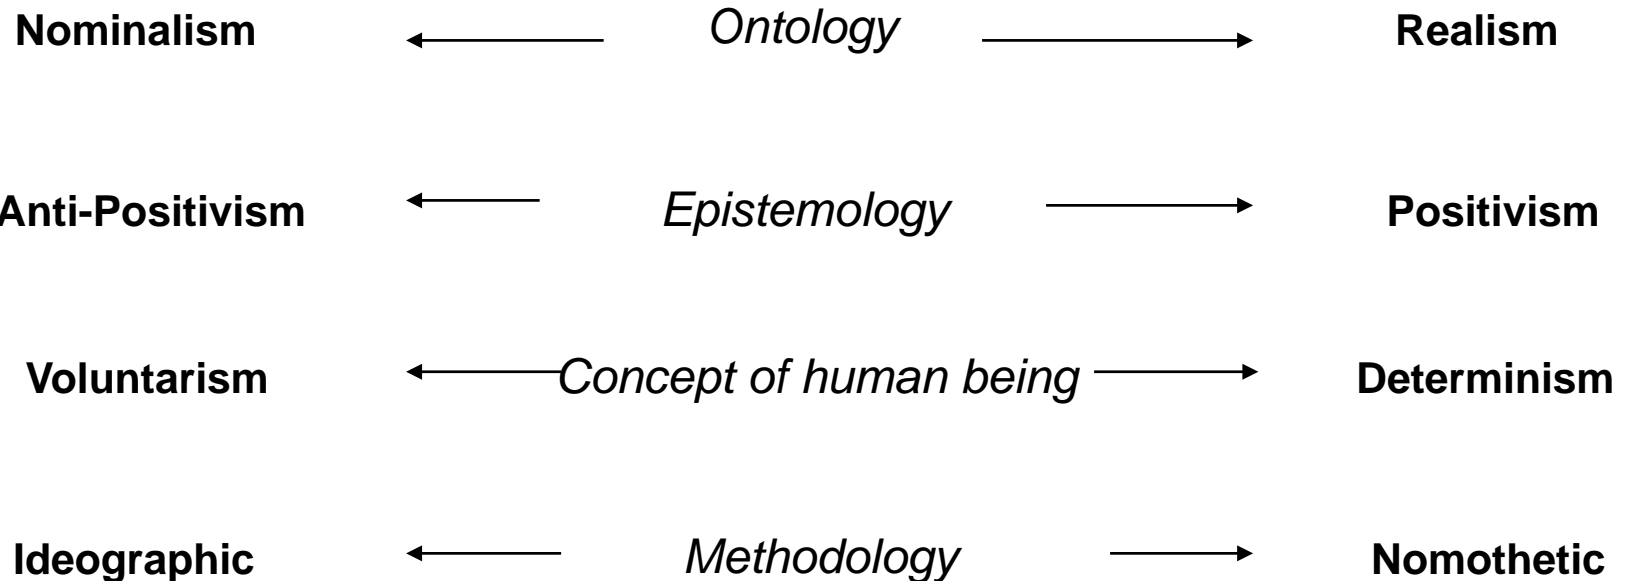 Nominalism Ontology Realism
Anti-Positivism Epistemology Positivism
Voluntarism Concept of human being Determinism
Ideographic Methodology Nomothetic